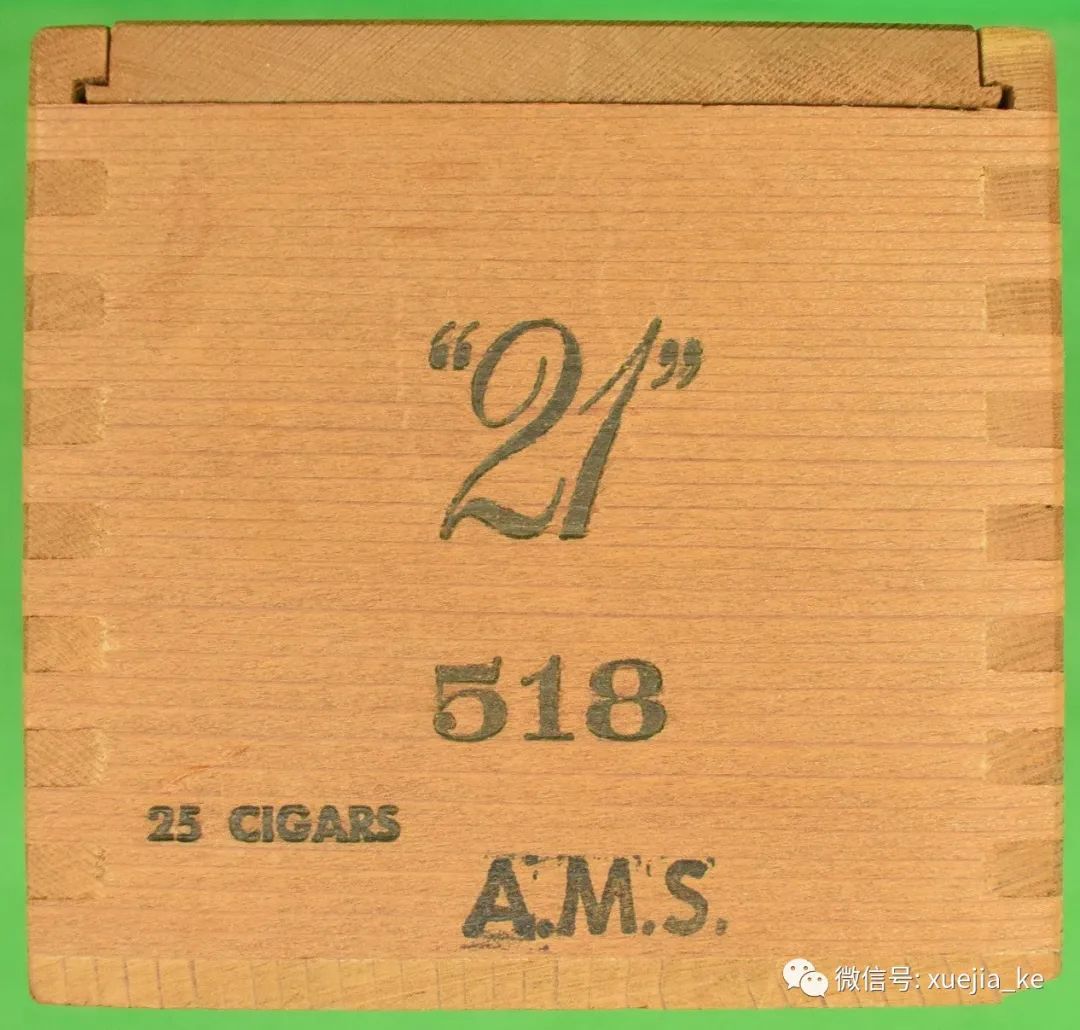 “21”
518
25 CIGARS
A.M.S.
微信号: xuejia_ke